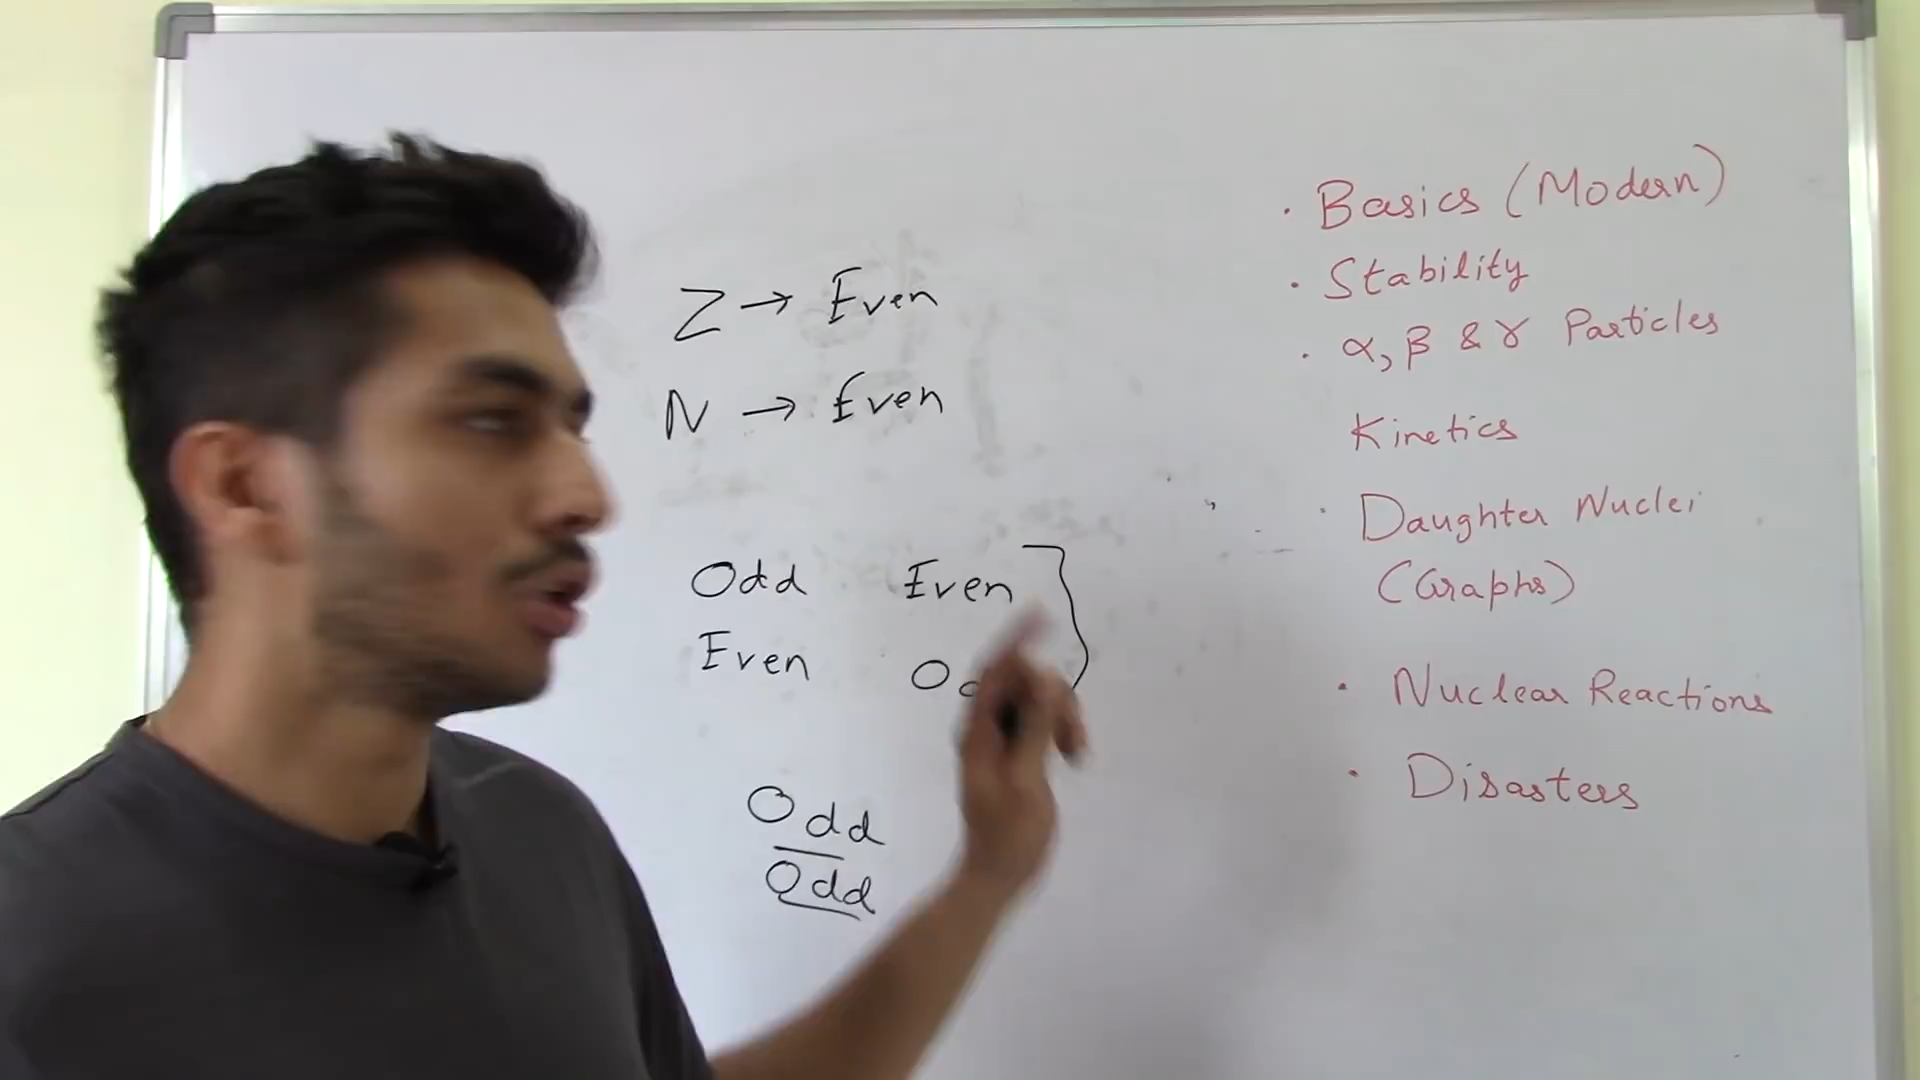 Z → Even
N → Even
Odd Even
Even
Odd
Odd
· Basics (Modern)
· Stability
· α, β & γ Particles
Kinetics
· Daughter Nuclei
(Graphs)
· Nuclear Reactions
· Disasters